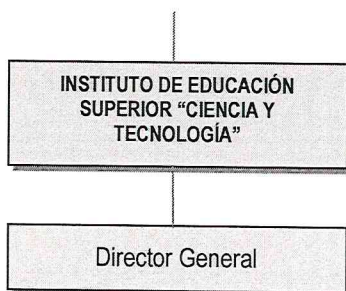 INSTITUTO DE EDUCACIÓN
SUPERIOR “CIENCIA Y
TECNOLOGÍA”
Director General